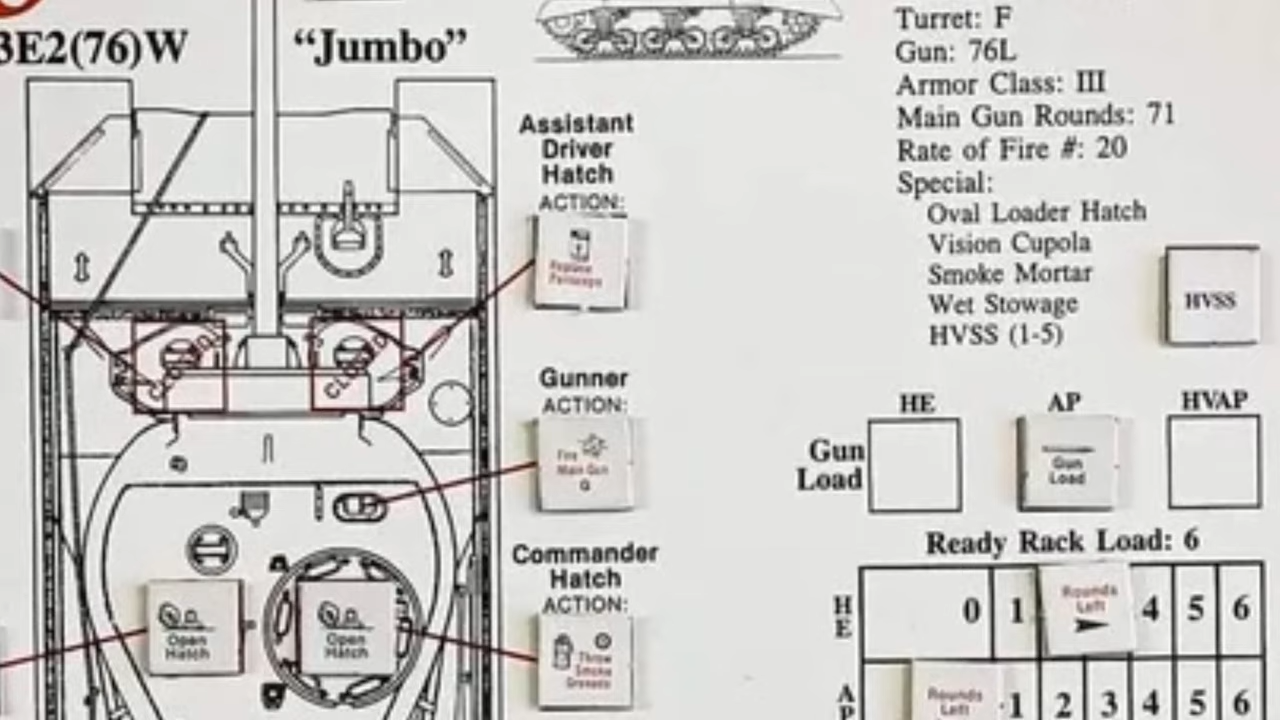 3E2(76)W
“Jumbo”
Turret: F
Gun: 76L
Armor Class: III
Main Gun Rounds: 71
Rate of Fire #: 20
Special:
Oval Loader Hatch
Vision Cupola
Smoke Mortar
Wet Stowage
HVSS (1-5)
HVSS
Assistant
Driver
Hatch
ACTION:
Replace
Periscope
CLOSED
CLOSED
Gunner
ACTION:
Fire
Main Gun
G
Commander
Hatch
ACTION:
Throw
Smoke
Grenade
Open
Hatch
Open
Hatch
HE AP HVAP
Gun
Load
Gun
Load
Ready Rack Load: 6
HE 0 1 4 5 6
Rounds
Left
AP 1 2 3 4 5 6
Rounds
Left